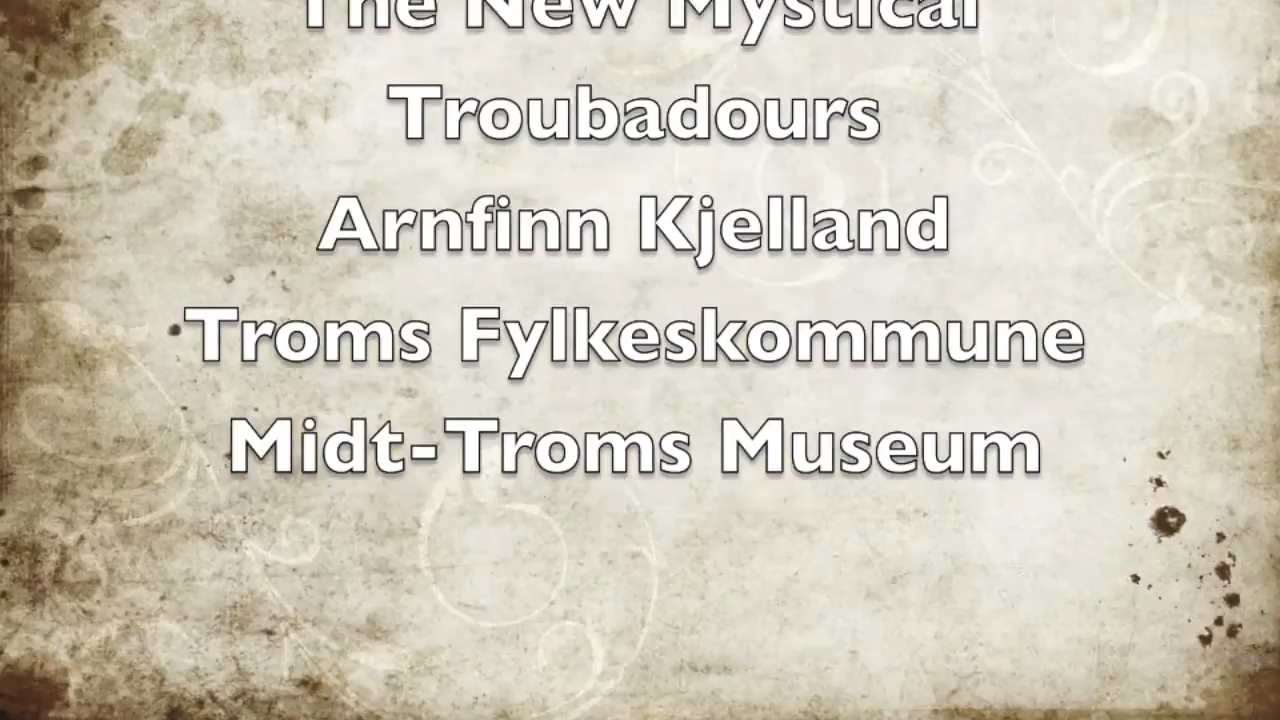 The New Mystical
Troubadours
Arnfinn Kjelland
Troms Fylkeskommune
Midt-Troms Museum